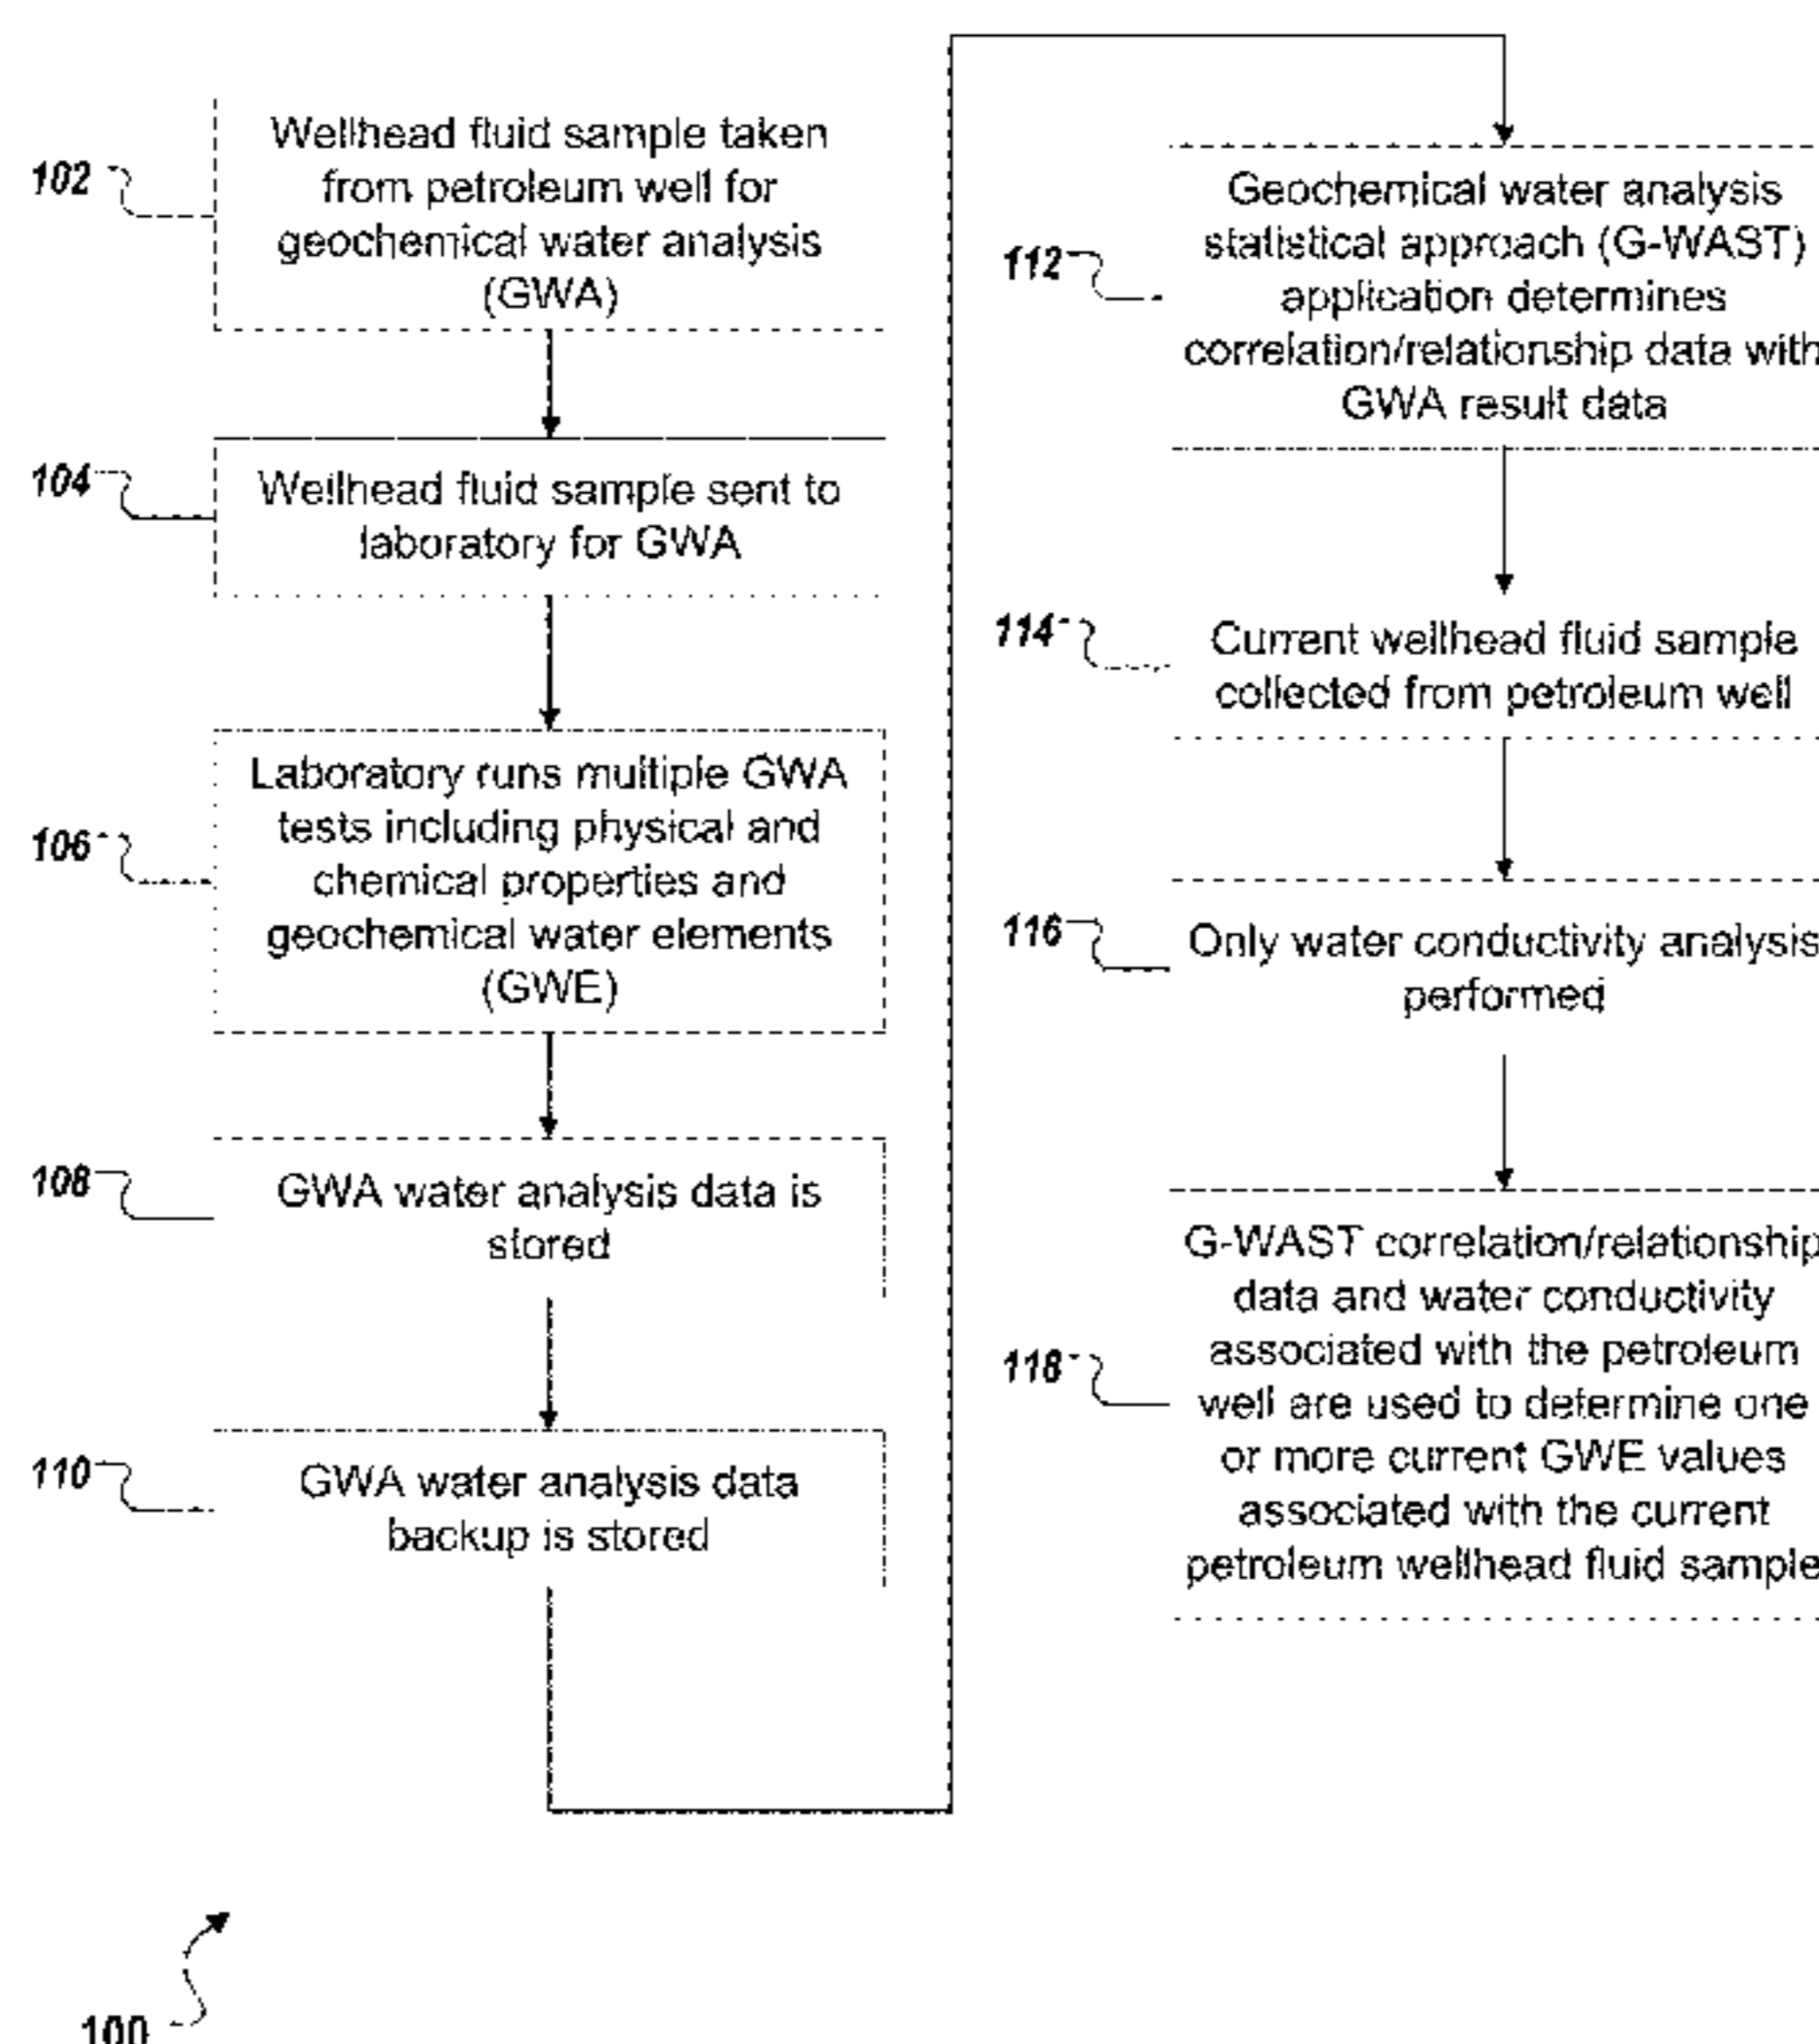 102
Wellhead fluid sample taken
from petroleum well for
geochemical water analysis
(GWA)
104
Wellhead fluid sample sent to
laboratory for GWA
106
Laboratory runs multiple GWA
tests including physical and
chemical properties and
geochemical water elements
(GWE)
108
GWA water analysis data is
stored
110
GWA water analysis data
backup is stored
112
Geochemical water analysis
statistical approach (G-WAST)
application determines
correlation/relationship data with
GWA result data
114
Current wellhead fluid sample
collected from petroleum well
116
Only water conductivity analysis
performed
118
G-WAST correlation/relationship
data and water conductivity
associated with the petroleum
well are used to determine one
or more current GWE values
associated with the current
petroleum wellhead fluid sample
100